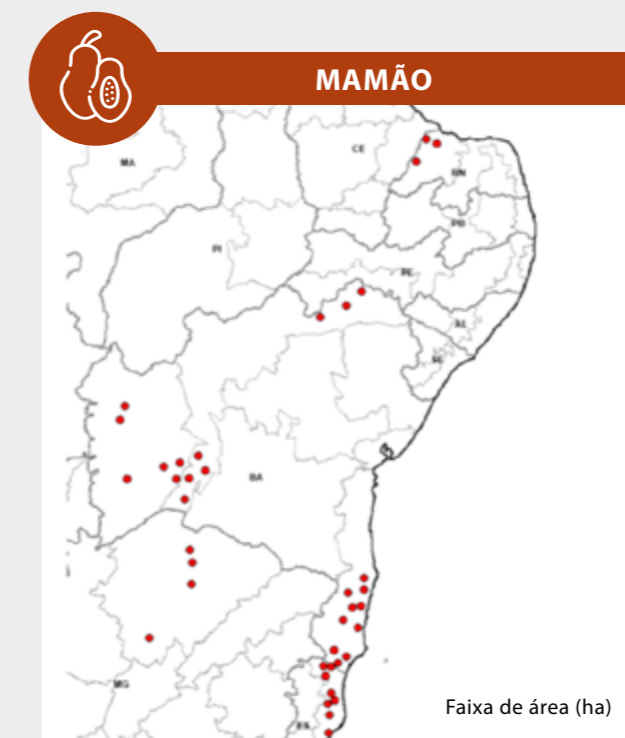 MAMÃO
CE
MA
RN
PB
PI
PE
AL
SE
BA
MG
ES
Faixa de área (ha)